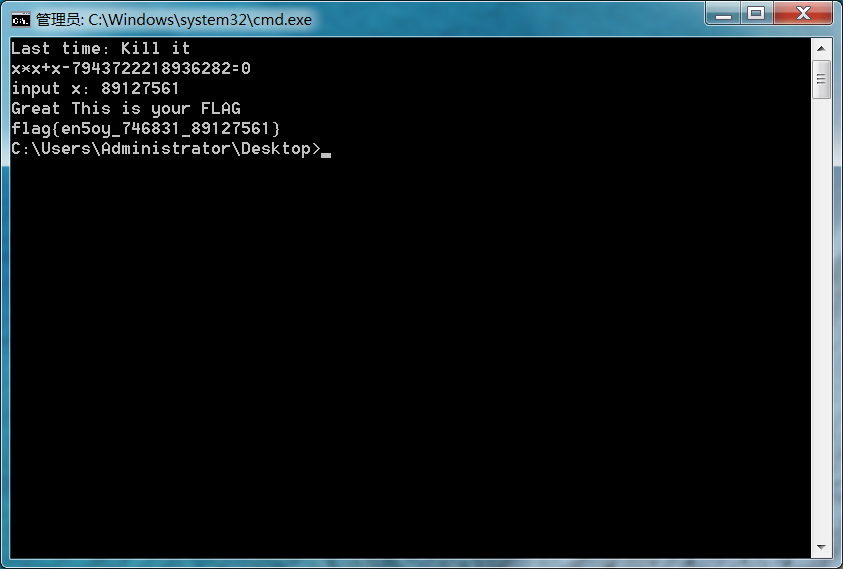 管理员: C:\Windows\system32\cmd.exe
Last time: Kill it
x*x+x-7943722218936282=0
input x: 89127561
Great This is your FLAG
flag{en5oy_746831_89127561}
C:\Users\Administrator\Desktop>